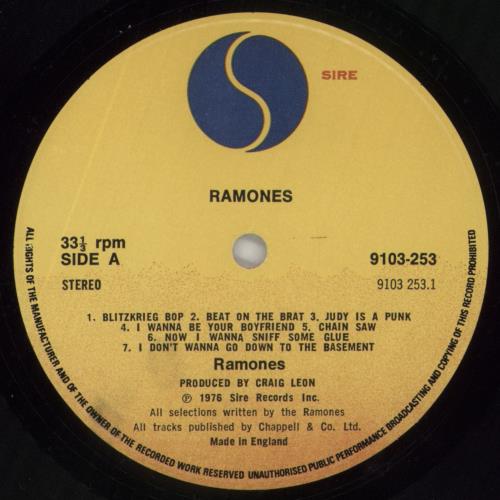 SIRE
RAMONES
33⅓ rpm
SIDE A
9103-253
STEREO
9103 253.1
1. BLITZKRIEG BOP 2. BEAT ON THE BRAT 3. JUDY IS A PUNK
4. I WANNA BE YOUR BOYFRIEND 5. CHAIN SAW
6. NOW I WANNA SNIFF SOME GLUE
7. I DON'T WANNA GO DOWN TO THE BASEMENT
Ramones
PRODUCED BY CRAIG LEON
Ⓟ 1976 Sire Records Inc.
All selections written by the Ramones
All tracks published by Chappell & Co. Ltd.
Made in England
ALL RIGHTS OF THE MANUFACTURER AND OF THE OWNER OF THE RECORDED WORK RESERVED UNAUTHORISED PUBLIC PERFORMANCE BROADCASTING AND COPYING OF THIS RECORD PROHIBITED